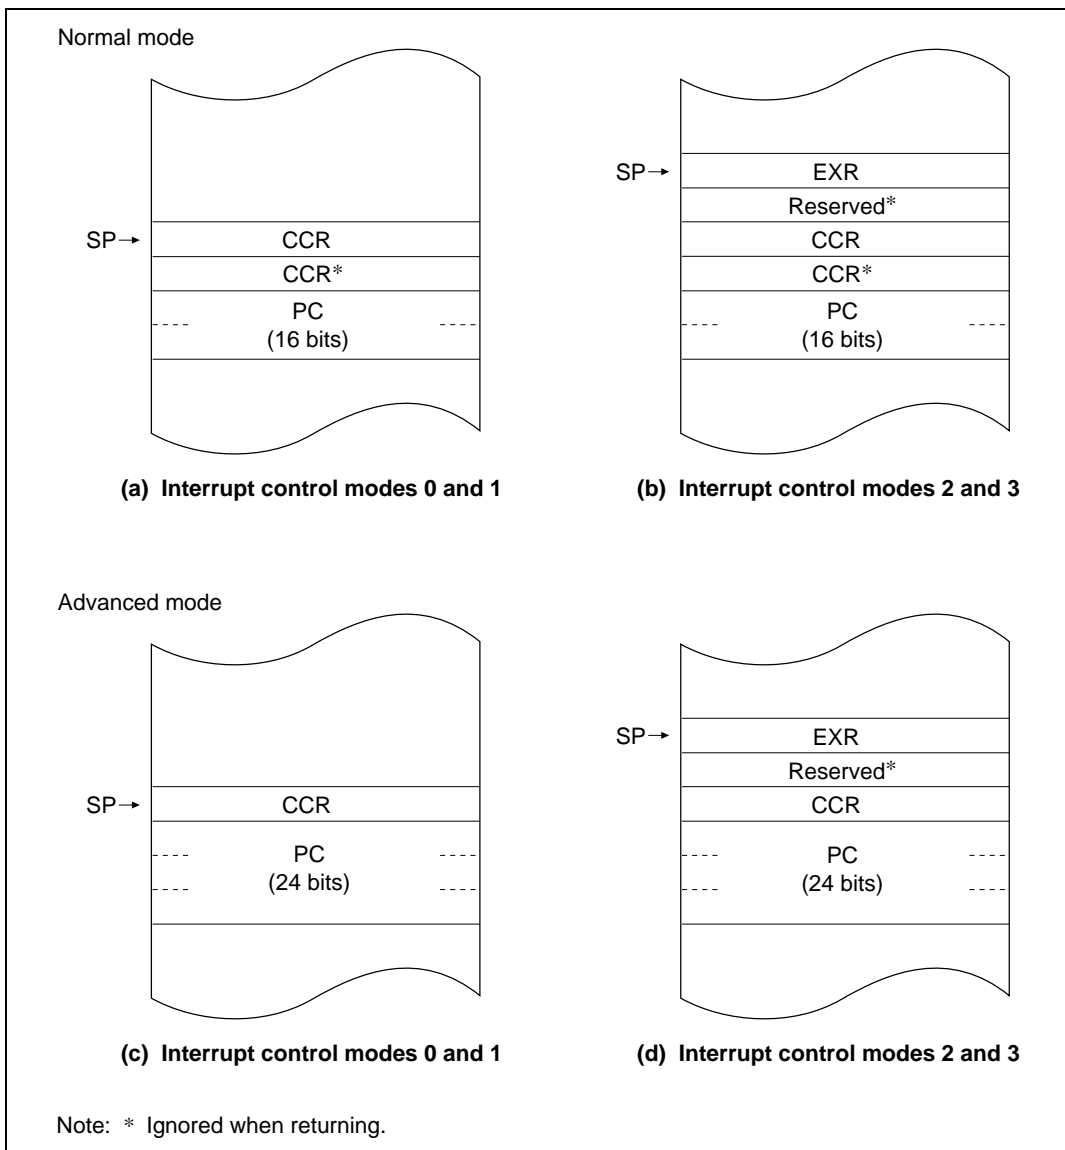 Normal mode
SP→
CCR
CCR*
PC
(16 bits)
(a) Interrupt control modes 0 and 1
SP→
EXR
Reserved*
CCR
CCR*
PC
(16 bits)
(b) Interrupt control modes 2 and 3
Advanced mode
SP→
CCR
PC
(24 bits)
(c) Interrupt control modes 0 and 1
SP→
EXR
Reserved*
CCR
PC
(24 bits)
(d) Interrupt control modes 2 and 3
Note: * Ignored when returning.